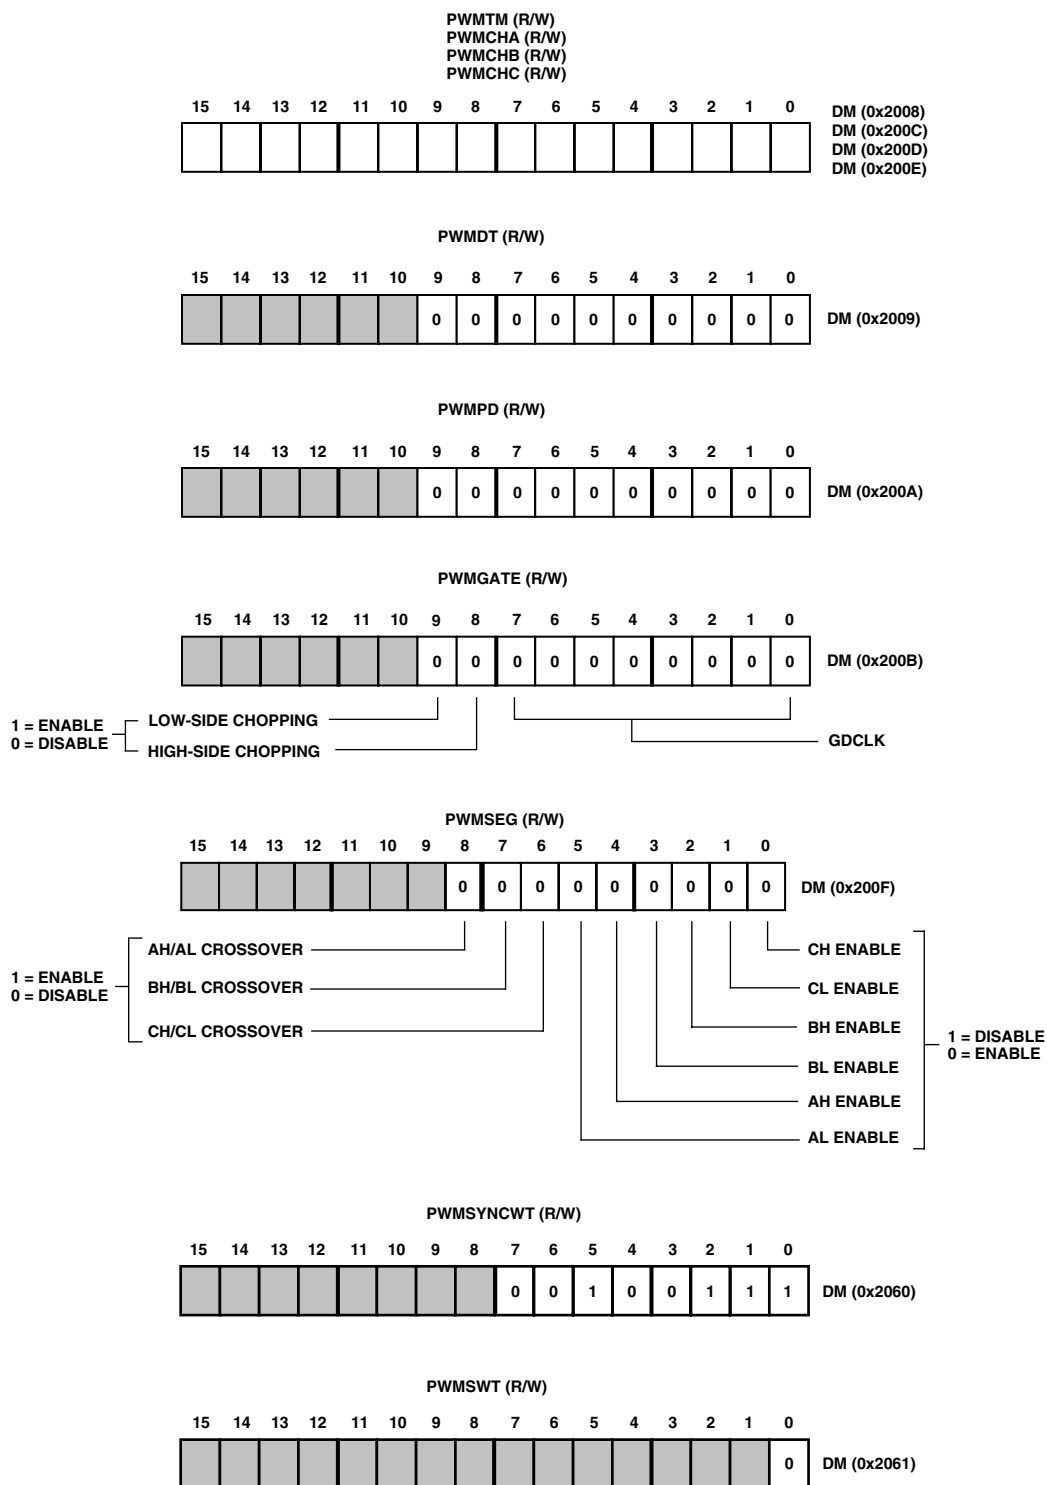 PWMTM (R/W)
PWMCHA (R/W)
PWMCHB (R/W)
PWMCHC (R/W)
15 14 13 12 11 10 9 8 7 6 5 4 3 2 1 0
DM (0x2008)
DM (0x200C)
DM (0x200D)
DM (0x200E)
PWMDT (R/W)
15 14 13 12 11 10 9 8 7 6 5 4 3 2 1 0
0 0 0 0 0 0 0 0 0 0 DM (0x2009)
PWMPD (R/W)
15 14 13 12 11 10 9 8 7 6 5 4 3 2 1 0
0 0 0 0 0 0 0 0 0 0 DM (0x200A)
PWMGATE (R/W)
15 14 13 12 11 10 9 8 7 6 5 4 3 2 1 0
0 0 0 0 0 0 0 0 0 0 DM (0x200B)
1 = ENABLE
0 = DISABLE
LOW-SIDE CHOPPING
HIGH-SIDE CHOPPING
GDCLK
PWMSEG (R/W)
15 14 13 12 11 10 9 8 7 6 5 4 3 2 1 0
0 0 0 0 0 0 0 0 0 DM (0x200F)
1 = ENABLE
0 = DISABLE
AH/AL CROSSOVER
BH/BL CROSSOVER
CH/CL CROSSOVER
CH ENABLE
CL ENABLE
BH ENABLE
BL ENABLE
AH ENABLE
AL ENABLE
1 = DISABLE
0 = ENABLE
PWMSYNCWT (R/W)
15 14 13 12 11 10 9 8 7 6 5 4 3 2 1 0
0 0 1 0 0 1 1 1 DM (0x2060)
PWMSWT (R/W)
15 14 13 12 11 10 9 8 7 6 5 4 3 2 1 0
0 DM (0x2061)